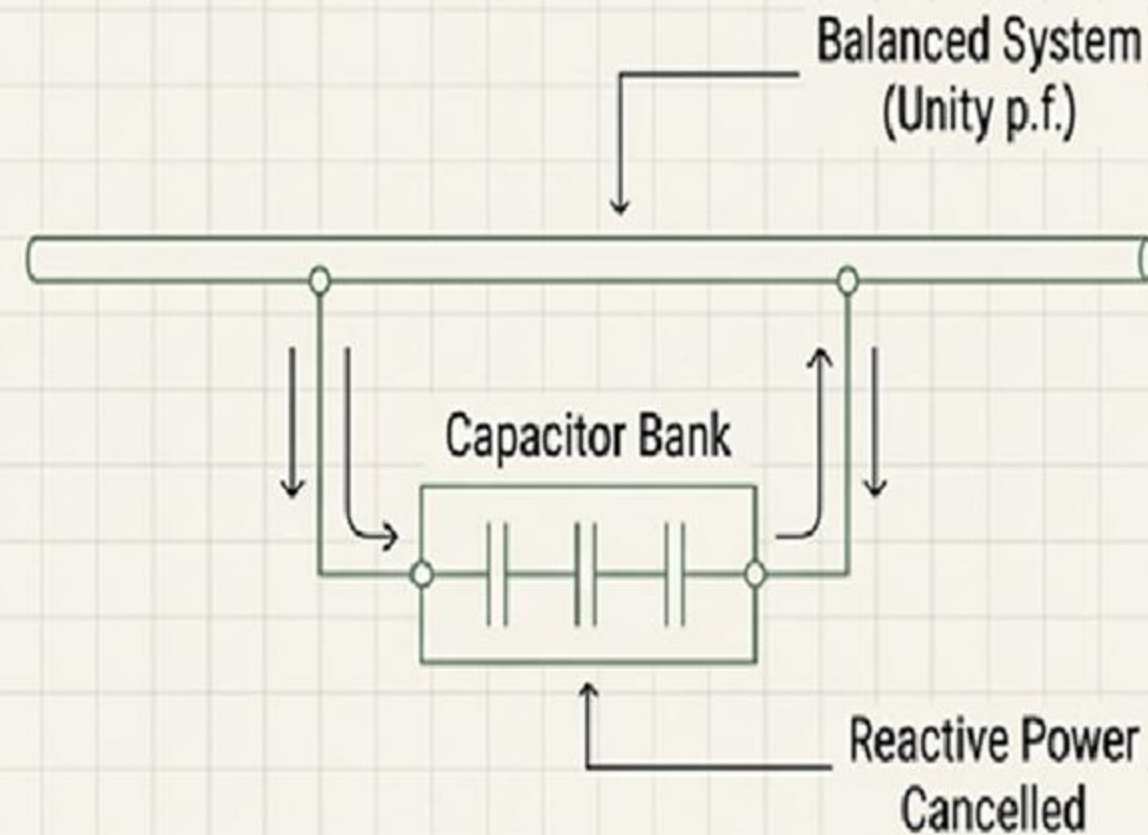 Balanced System
(Unity p.f.)
Capacitor Bank
Reactive Power
Cancelled